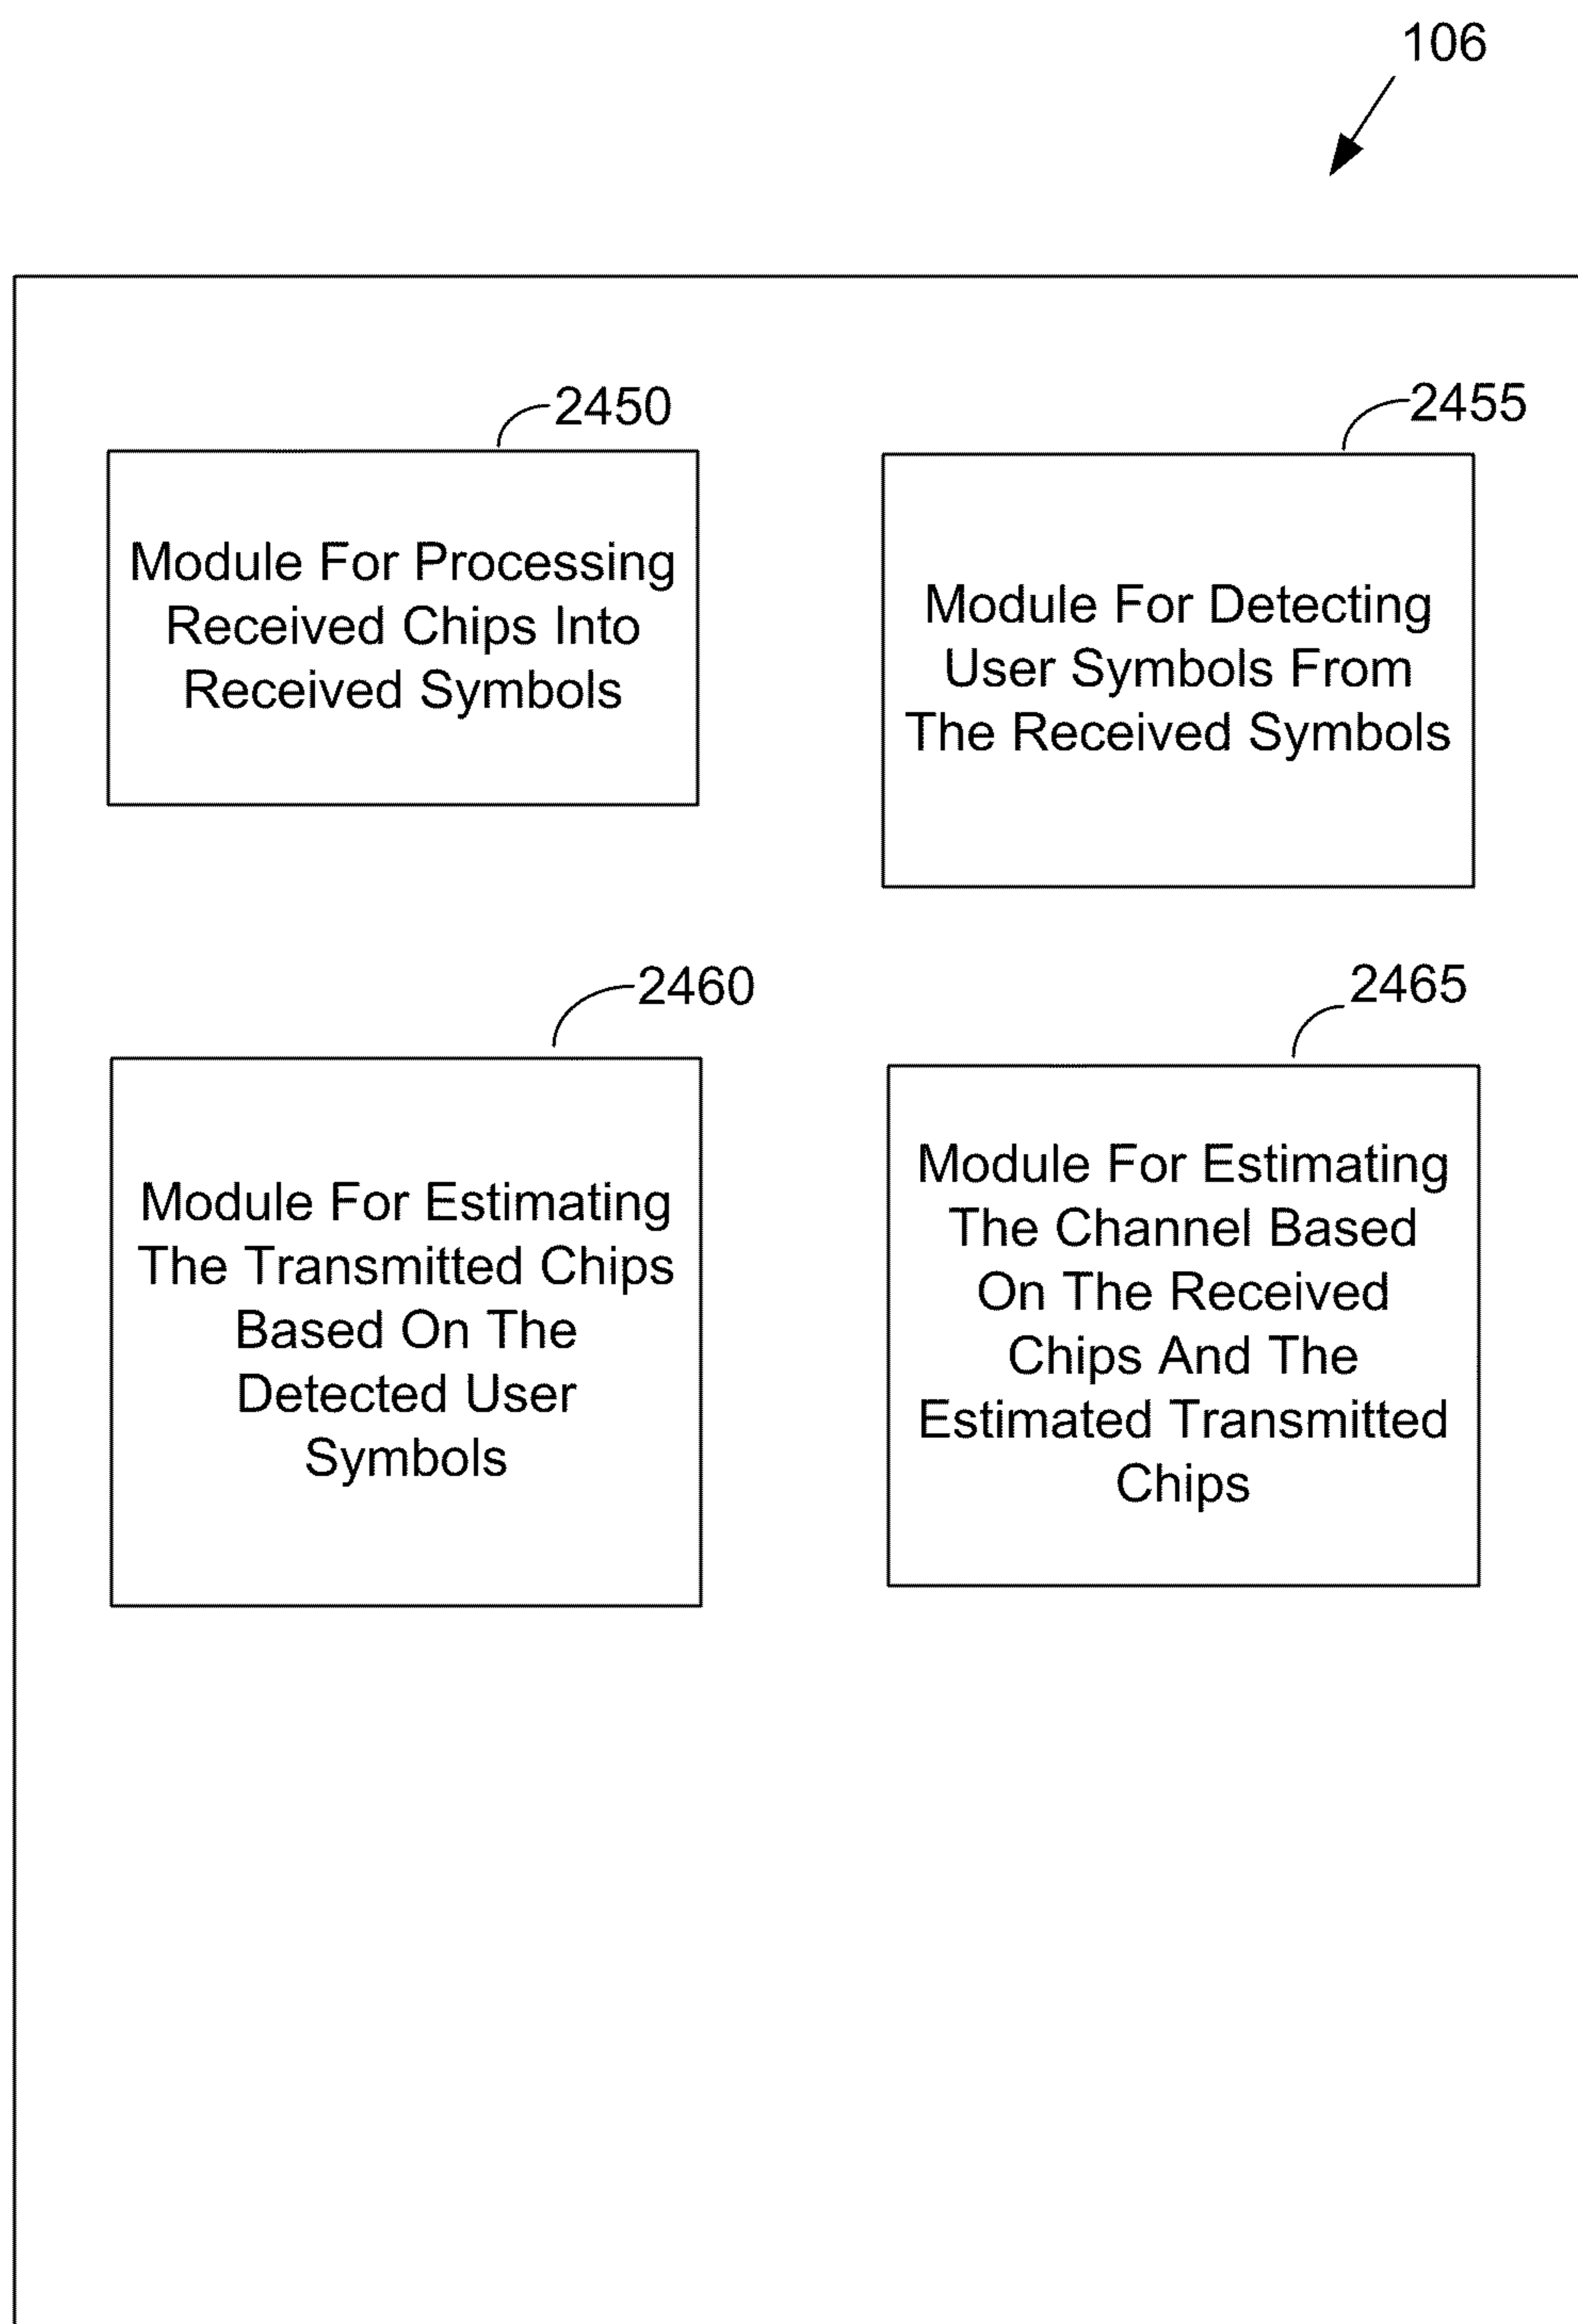 106
2450
Module For Processing
Received Chips Into
Received Symbols
2455
Module For Detecting
User Symbols From
The Received Symbols
2460
Module For Estimating
The Transmitted Chips
Based On The
Detected User
Symbols
2465
Module For Estimating
The Channel Based
On The Received
Chips And The
Estimated Transmitted
Chips